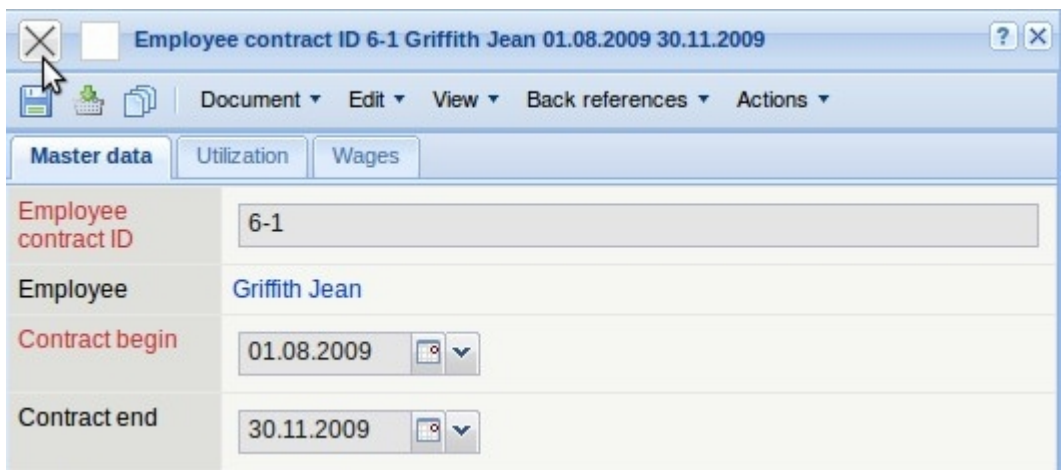 Employee contract ID 6-1 Griffith Jean 01.08.2009 30.11.2009
?
Document Edit View Back references Actions
Master data Utilization Wages
Employee
contract ID
6-1
Employee
Griffith Jean
Contract begin
01.08.2009
Contract end
30.11.2009